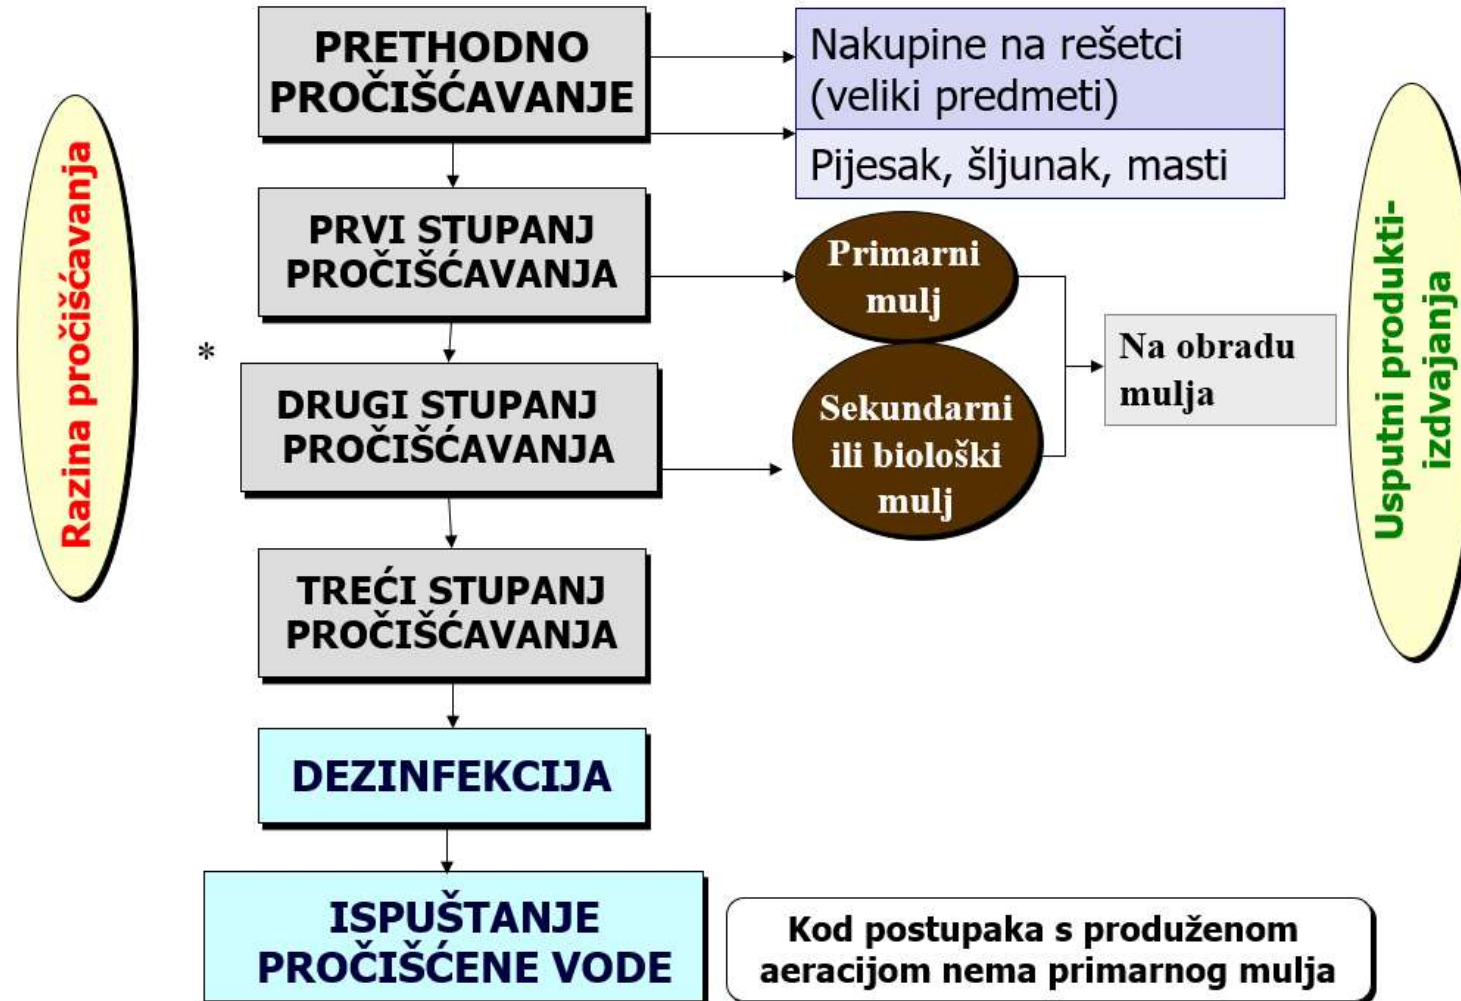 PRETHODNO
PROČIŠĆAVANJE
Nakupine na rešetci
(veliki predmeti)
Pijesak, šljunak, masti
Razina pročišćavanja
PRVI STUPANJ
PROČIŠĆAVANJA
Primarni
mulj
*
DRUGI STUPANJ
PROČIŠĆAVANJA
Sekundarni
ili biološki
mulj
Na obradu
mulja
Usputni produkti-
izdvajanja
TREĆI STUPANJ
PROČIŠĆAVANJA
DEZINFEKCIJA
ISPUŠTANJE
PROČIŠĆENE VODE
Kod postupaka s produženom
aeracijom nema primarnog mulja